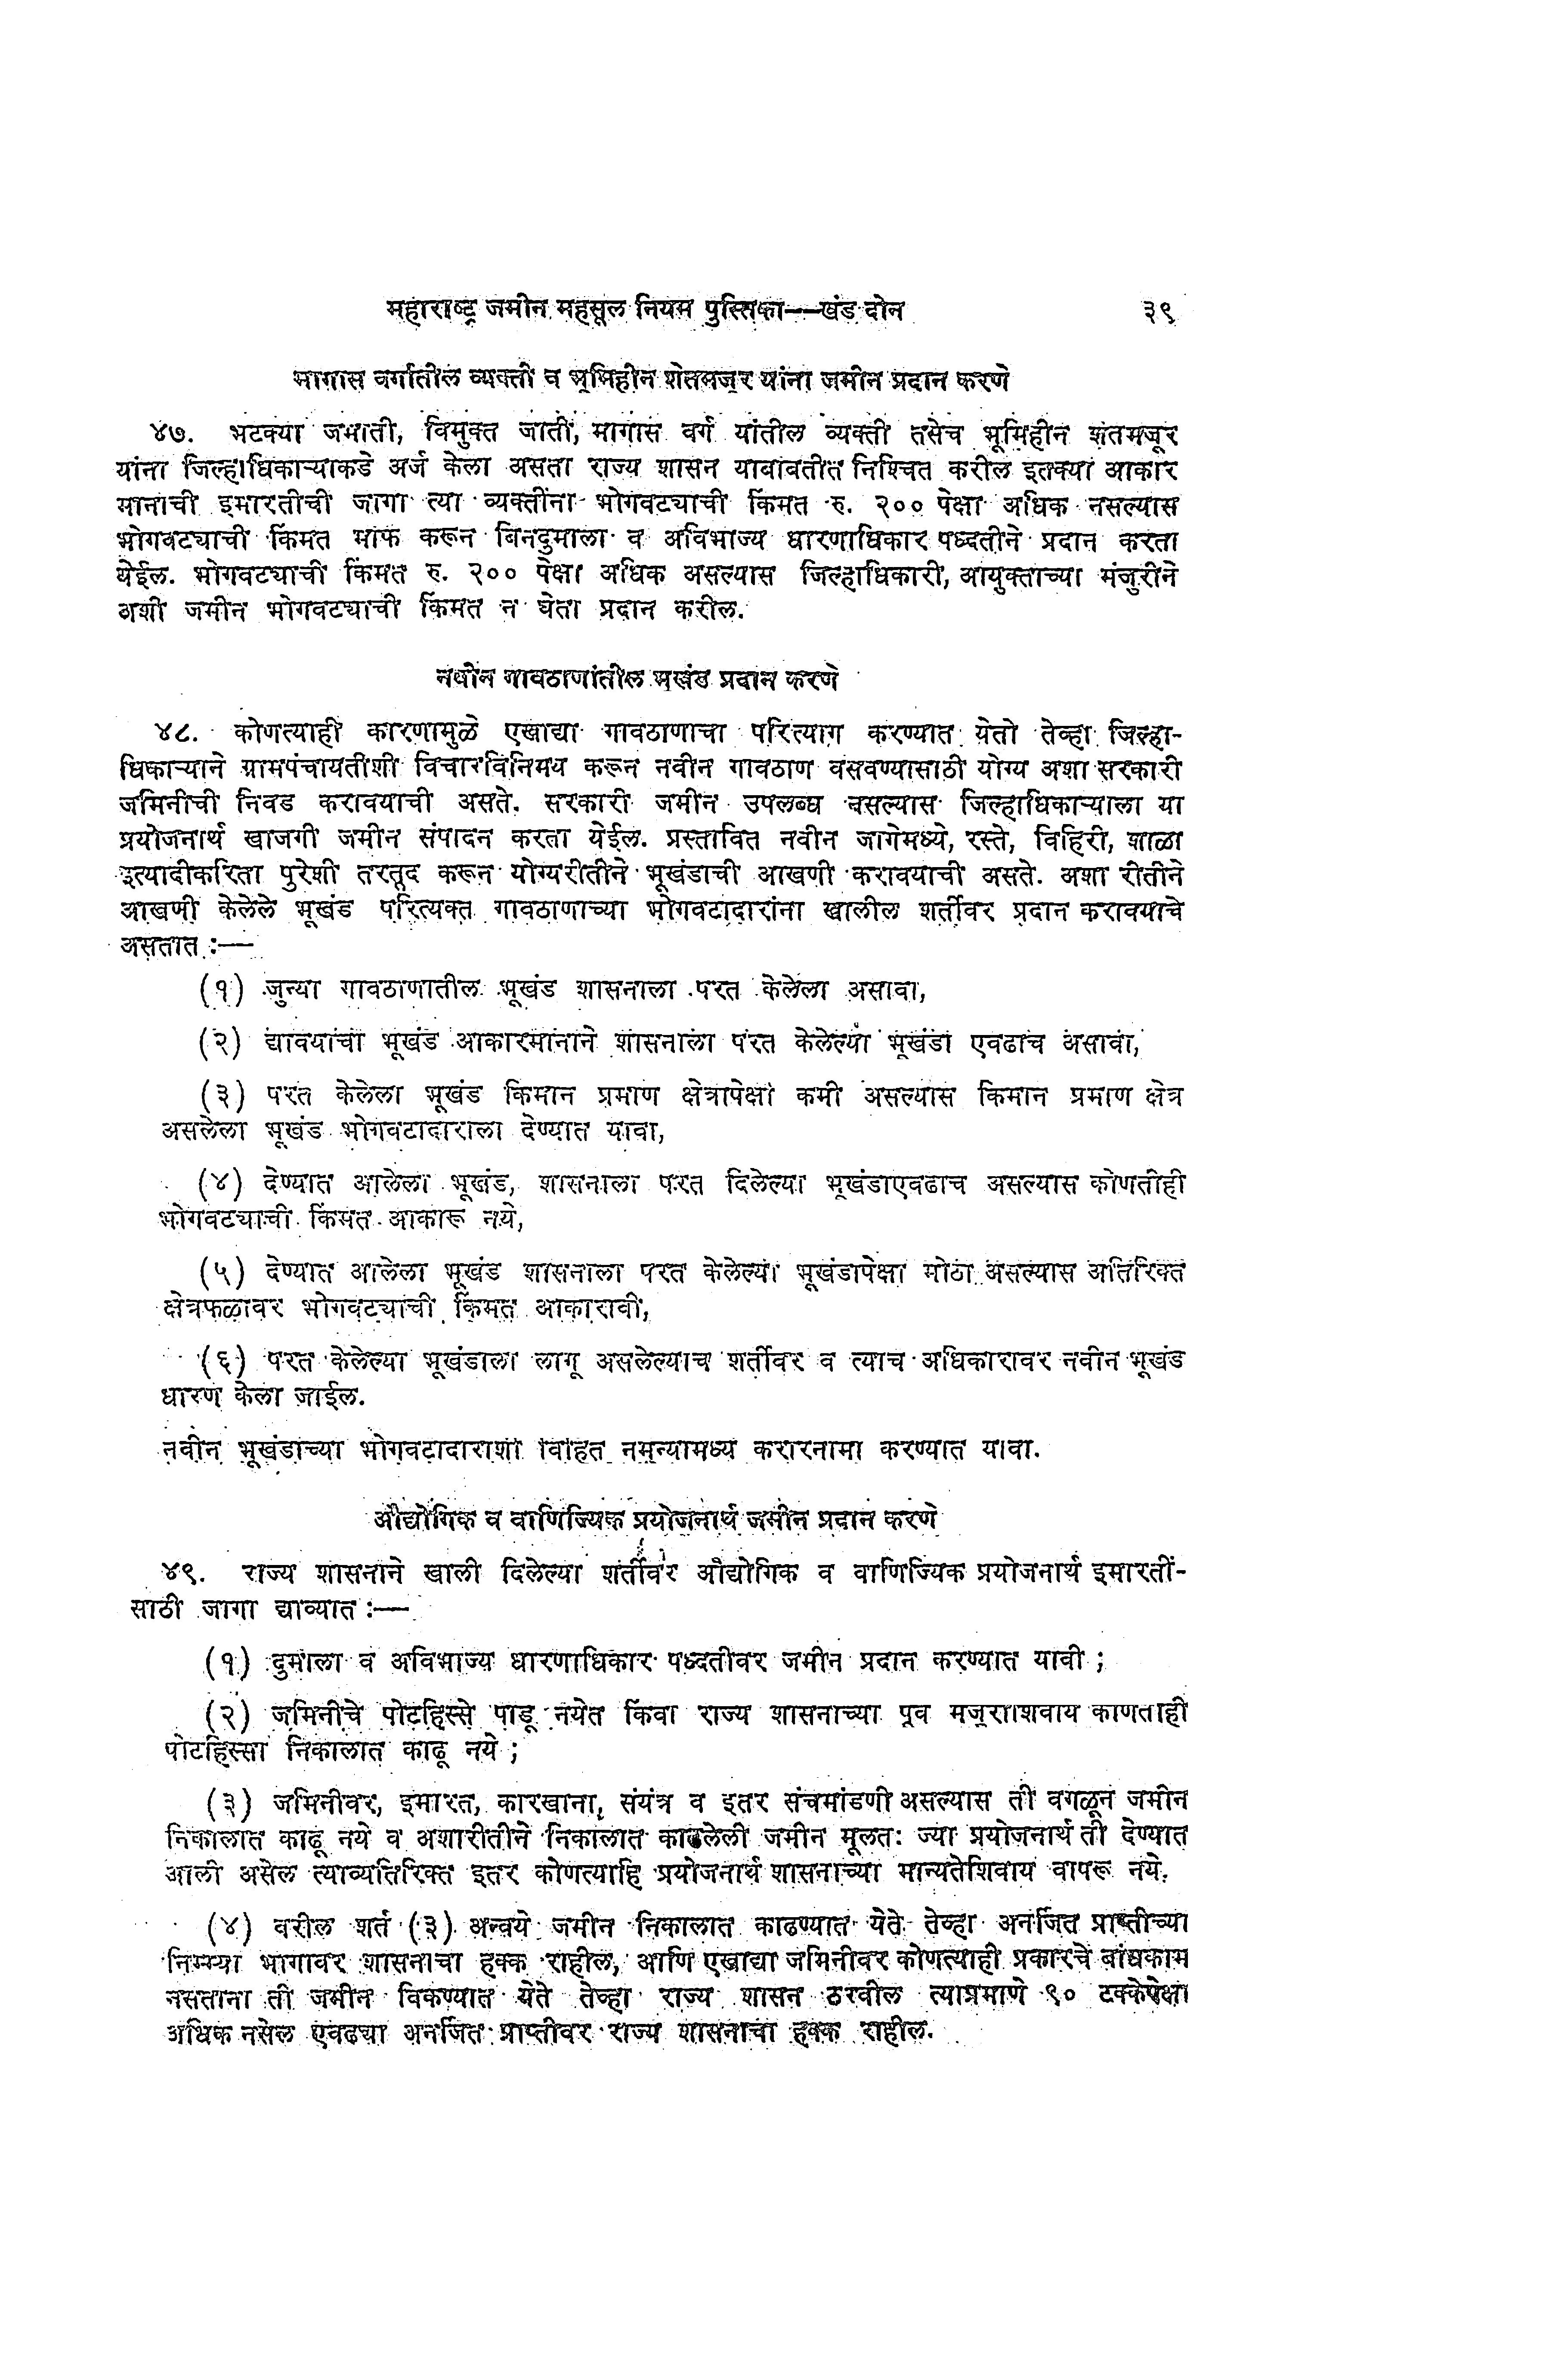 महाराष्ट्र जमीन महसूल नियम पुस्तिका——खंड दोन ३९
मागास वर्गातील व्यक्ती व भूमिहीन शेतमजूर यांना जमीन प्रदान करणे
४७. भटक्या जमाती, विमुक्त जाती, मागास वर्ग यांतील व्यक्ती तसेच भूमिहीन शेतमजूर
यांना जिल्हाधिकाऱ्याकडे अर्ज केला असता राज्य शासन याबाबतीत निश्चित करील इतक्या आकार
मानाची इमारतीची जागा त्या व्यक्तींना भोगवट्याची किंमत रु. २०० पेक्षा अधिक नसल्यास
भोगवट्याची किंमत माफ करून बिनदुमाला व अविभाज्य धारणाधिकार पध्दतीने प्रदान करता
येईल. भोगवट्याची किंमत रु. २०० पेक्षा अधिक असल्यास जिल्हाधिकारी, आयुक्ताच्या मंजुरीने
अशी जमीन भोगवट्याची किंमत न घेता प्रदान करील.
नवीन गावठाणांतील भूखंड प्रदान करणे
४८. कोणत्याही कारणामुळे एखाद्या गावठाणाचा परित्याग करण्यात येतो तेव्हा जिल्हा-
धिकाऱ्याने ग्रामपंचायतीशी विचारविनिमय करून नवीन गावठाण वसवण्यासाठी योग्य अशा सरकारी
जमिनीची निवड करावयाची असते. सरकारी जमीन उपलब्ध नसल्यास जिल्हाधिकाऱ्याला या
प्रयोजनार्थ खाजगी जमीन संपादन करता येईल. प्रस्तावित नवीन जागेमध्ये, रस्ते, विहिरी, शाळा
इत्यादीकरिता पुरेशी तरतूद करून योग्यरीतीने भूखंडाची आखणी करावयाची असते. अशा रीतीने
आखणी केलेले भूखंड परित्यक्त गावठाणाच्या भोगवटादारांना खालील शर्तीवर प्रदान करावयाचे
असतात :—
(१) जुन्या गावठाणातील भूखंड शासनाला परत केलेला असावा,
(२) द्यावयाचा भूखंड आकारमानाने शासनाला परत केलेल्या भूखंडा एवढाच असावा,
(३) परत केलेला भूखंड किमान प्रमाण क्षेत्रापेक्षा कमी असल्यास किमान प्रमाण क्षेत्र
असलेला भूखंड भोगवटादाराला देण्यात यावा,
(४) देण्यात आलेला भूखंड, शासनाला परत दिलेल्या भूखंडाएवढाच असल्यास कोणतीही
भोगवट्याची किंमत आकारू नये,
(५) देण्यात आलेला भूखंड शासनाला परत केलेल्या भूखंडापेक्षा मोठा असल्यास अतिरिक्त
क्षेत्रफळावर भोगवट्याची किंमत आकारावी,
(६) परत केलेल्या भूखंडाला लागू असलेल्याच शर्तीवर व त्याच अधिकारावर नवीन भूखंड
धारण केला जाईल.
नवीन भूखंडाच्या भोगवटादाराशी विहित नमुन्यामध्ये करारनामा करण्यात यावा.
औद्योगिक व वाणिज्यिक प्रयोजनार्थ जमीन प्रदान करणे
४९. राज्य शासनाने खाली दिलेल्या शर्तीवर औद्योगिक व वाणिज्यिक प्रयोजनार्थ इमारतीं-
साठी जागा द्याव्यात :—
(१) दुमाला व अविभाज्य धारणाधिकार पध्दतीवर जमीन प्रदान करण्यात यावी ;
(२) जमिनीचे पोटहिस्से पाडू नयेत किंवा राज्य शासनाच्या पूर्व मंजुरीशिवाय कोणताही
पोटहिस्सा निकालात काढू नये ;
(३) जमिनीवर, इमारत, कारखाना, संयंत्र व इतर संचमांडणी असल्यास ती वगळून जमीन
निकालात काढू नये व अशारीतीने निकालात काढलेली जमीन मूलतः ज्या प्रयोजनार्थ ती देण्यात
आली असेल त्याव्यतिरिक्त इतर कोणत्याहि प्रयोजनार्थ शासनाच्या मान्यतेशिवाय वापरू नये.
(४) वरील शर्त (३) अन्वये जमीन निकालात काढण्यात येते तेव्हा अनर्जित प्राप्तीच्या
निम्म्या भागावर शासनाचा हक्क राहील, आणि एखाद्या जमिनीवर कोणत्याही प्रकारचे बांधकाम
नसताना ती जमीन विकण्यात येते तेव्हा राज्य शासन ठरवील त्याप्रमाणे ९० टक्केपेक्षा
अधिक नसेल एवढ्या अनर्जित प्राप्तीवर राज्य शासनाचा हक्क राहील.